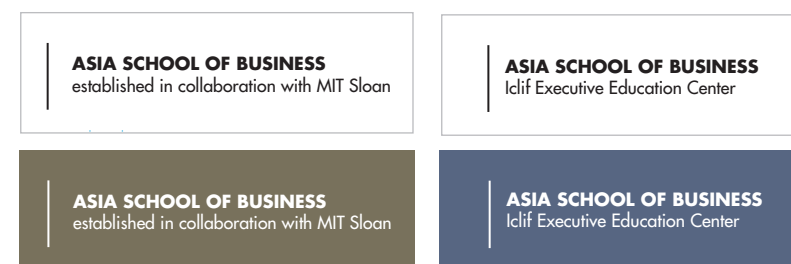 ASIA SCHOOL OF BUSINESS
established in collaboration with MIT Sloan
ASIA SCHOOL OF BUSINESS
Iclif Executive Education Center
ASIA SCHOOL OF BUSINESS
established in collaboration with MIT Sloan
ASIA SCHOOL OF BUSINESS
Iclif Executive Education Center